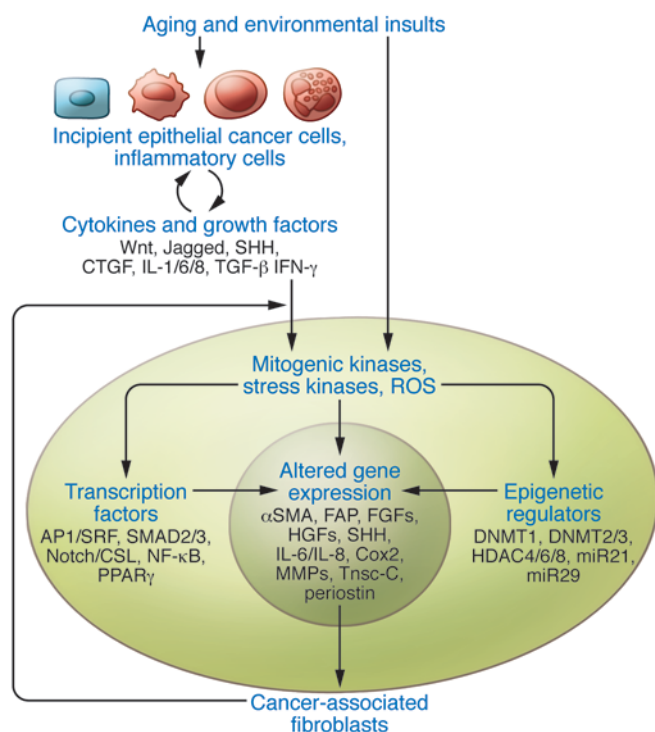 Aging and environmental insults
Incipient epithelial cancer cells,
inflammatory cells
Cytokines and growth factors
Wnt, Jagged, SHH,
CTGF, IL-1/6/8, TGF-β IFN-γ
Mitogenic kinases,
stress kinases, ROS
Transcription
factors
AP1/SRF, SMAD2/3,
Notch/CSL, NF-κB,
PPARγ
Altered gene
expression
αSMA, FAP, FGFs,
HGFs, SHH,
IL-6/IL-8, Cox2,
MMPs, Tnsc-C,
periostin
Epigenetic
regulators
DNMT1, DNMT2/3,
HDAC4/6/8, miR21,
miR29
Cancer-associated
fibroblasts